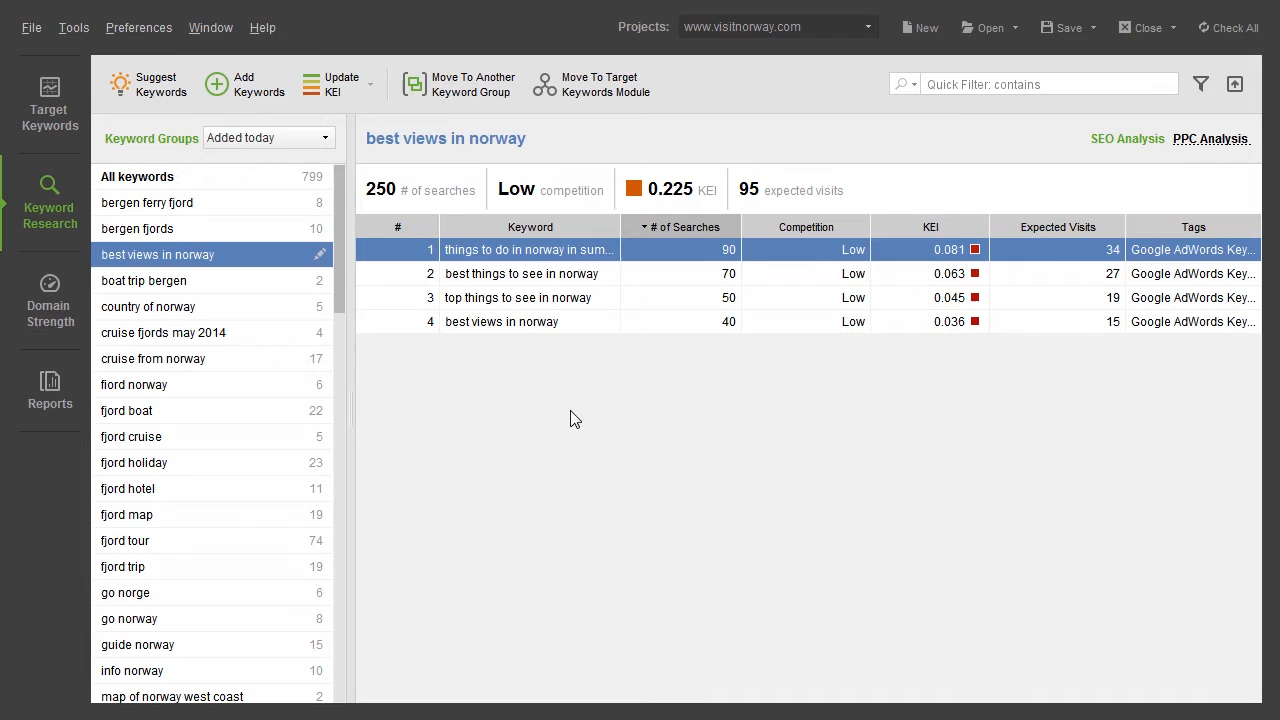 File Tools Preferences Window Help Projects: www.visitnorway.com New Open Save Close Check All
Suggest Keywords
Add Keywords
Update KEI
Move To Another Keyword Group
Move To Target Keywords Module
Quick Filter: contains
Target Keywords
Keyword Research
Domain Strength
Reports
Keyword Groups Added today
All keywords 799
bergen ferry fjord 8
bergen fjords 10
best views in norway
boat trip bergen 2
country of norway 5
cruise fjords may 2014 4
cruise from norway 17
fiord norway 6
fjord boat 22
fjord cruise 5
fjord holiday 23
fjord hotel 11
fjord map 19
fjord tour 74
fjord trip 19
go norge 6
go norway 8
guide norway 15
info norway 10
map of norway west coast 2
best views in norway SEO Analysis PPC Analysis
250 # of searches Low competition 0.225 KEI 95 expected visits
# Keyword # of Searches Competition KEI Expected Visits Tags
1 things to do in norway in sum... 90 Low 0.081 34 Google AdWords Key...
2 best things to see in norway 70 Low 0.063 27 Google AdWords Key...
3 top things to see in norway 50 Low 0.045 19 Google AdWords Key...
4 best views in norway 40 Low 0.036 15 Google AdWords Key...